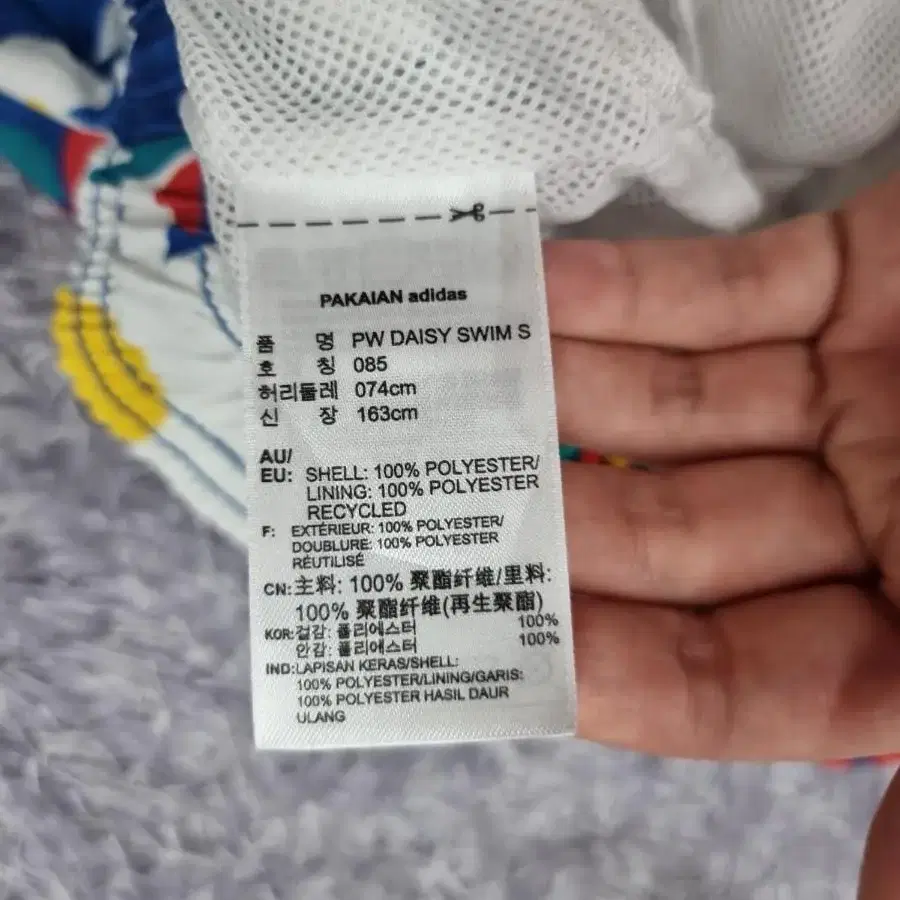 PAKAIAN adidas
품 명 PW DAISY SWIM S
호 칭 085
허리둘레 074cm
신 장 163cm
AU/
EU: SHELL: 100% POLYESTER/
LINING: 100% POLYESTER
RECYCLED
F: EXTÉRIEUR: 100% POLYESTER/
DOUBLURE: 100% POLYESTER
RÉUTILISÉ
CN:主料: 100% 聚酯纤维/里料:
100% 聚酯纤维(再生聚酯)
KOR:겉감: 폴리에스터 100%
안감: 폴리에스터 100%
IND:LAPISAN KERAS/SHELL:
100% POLYESTER/LINING/GARIS:
100% POLYESTER HASIL DAUR
ULANG